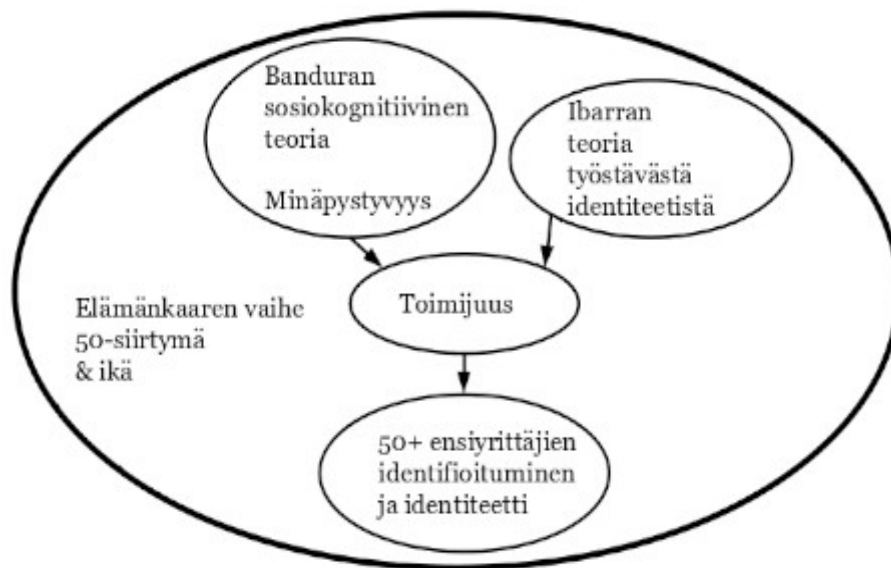 Banduran
sosiokognitiivinen
teoria
Minäpystyvyys
Ibarran
teoria
työstävästä
identiteetistä
Toimijuus
Elämänkaaren vaihe
50-siirtymä
& ikä
50+ ensiyrittäjien
identifioituminen
ja identiteetti